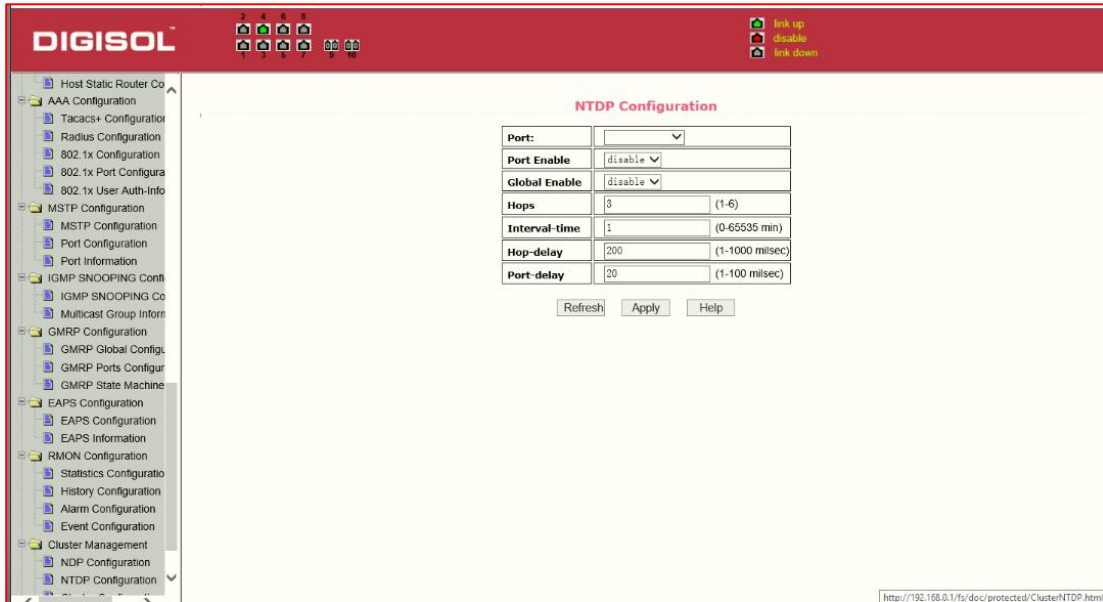 DIGISOL™
2 4 6 8
1 3 5 7 9 10
link up
disable
link down
Host Static Router Co
AAA Configuration
Tacacs+ Configuration
Radius Configuration
802.1x Configuration
802.1x Port Configura
802.1x User Auth-Info
MSTP Configuration
MSTP Configuration
Port Configuration
Port Information
IGMP SNOOPING Confi
IGMP SNOOPING Co
Multicast Group Inform
GMRP Configuration
GMRP Global Configu
GMRP Ports Configur
GMRP State Machine
EAPS Configuration
EAPS Configuration
EAPS Information
RMON Configuration
Statistics Configuratio
History Configuration
Alarm Configuration
Event Configuration
Cluster Management
NDP Configuration
NTDP Configuration
NTDP Configuration
Port:
Port Enable disable
Global Enable disable
Hops 3 (1-6)
Interval-time 1 (0-65535 min)
Hop-delay 200 (1-1000 milsec)
Port-delay 20 (1-100 milsec)
Refresh Apply Help
http://192.168.0.1/fs/doc/protected/ClusterNTDP.html